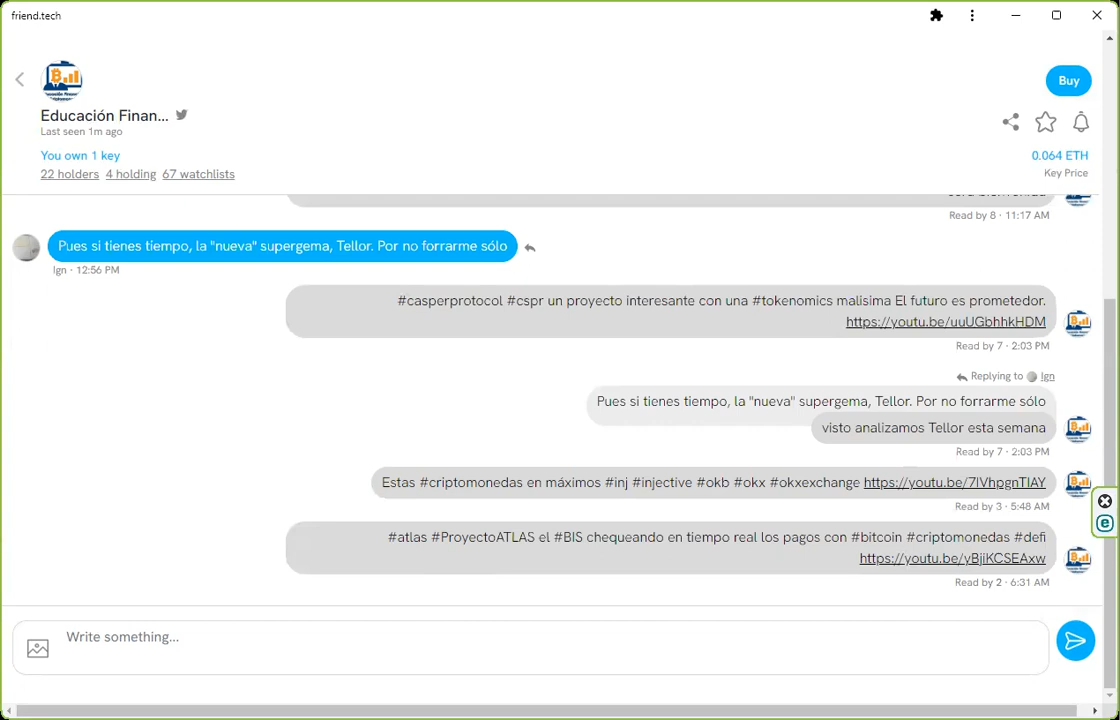 friend.tech
Buy
Educación Finan...
Last seen 1m ago
You own 1 key
0.064 ETH
22 holders 4 holding 67 watchlists
Key Price
Read by 8 · 11:17 AM
Pues si tienes tiempo, la "nueva" supergema, Tellor. Por no forrarme sólo
Ign · 12:56 PM
#casperprotocol #cspr un proyecto interesante con una #tokenomics malisima El futuro es prometedor.
https://youtu.be/uuUGbhhkHDM
Read by 7 · 2:03 PM
Replying to Ign
Pues si tienes tiempo, la "nueva" supergema, Tellor. Por no forrarme sólo
visto analizamos Tellor esta semana
Read by 7 · 2:03 PM
Estas #criptomonedas en máximos #inj #injective #okb #okx #okxexchange https://youtu.be/7lVhpgnTIAY
Read by 3 · 5:48 AM
#atlas #ProyectoATLAS el #BIS chequeando en tiempo real los pagos con #bitcoin #criptomonedas #defi
https://youtu.be/yBjiKCSEAxw
Read by 2 · 6:31 AM
Write something...